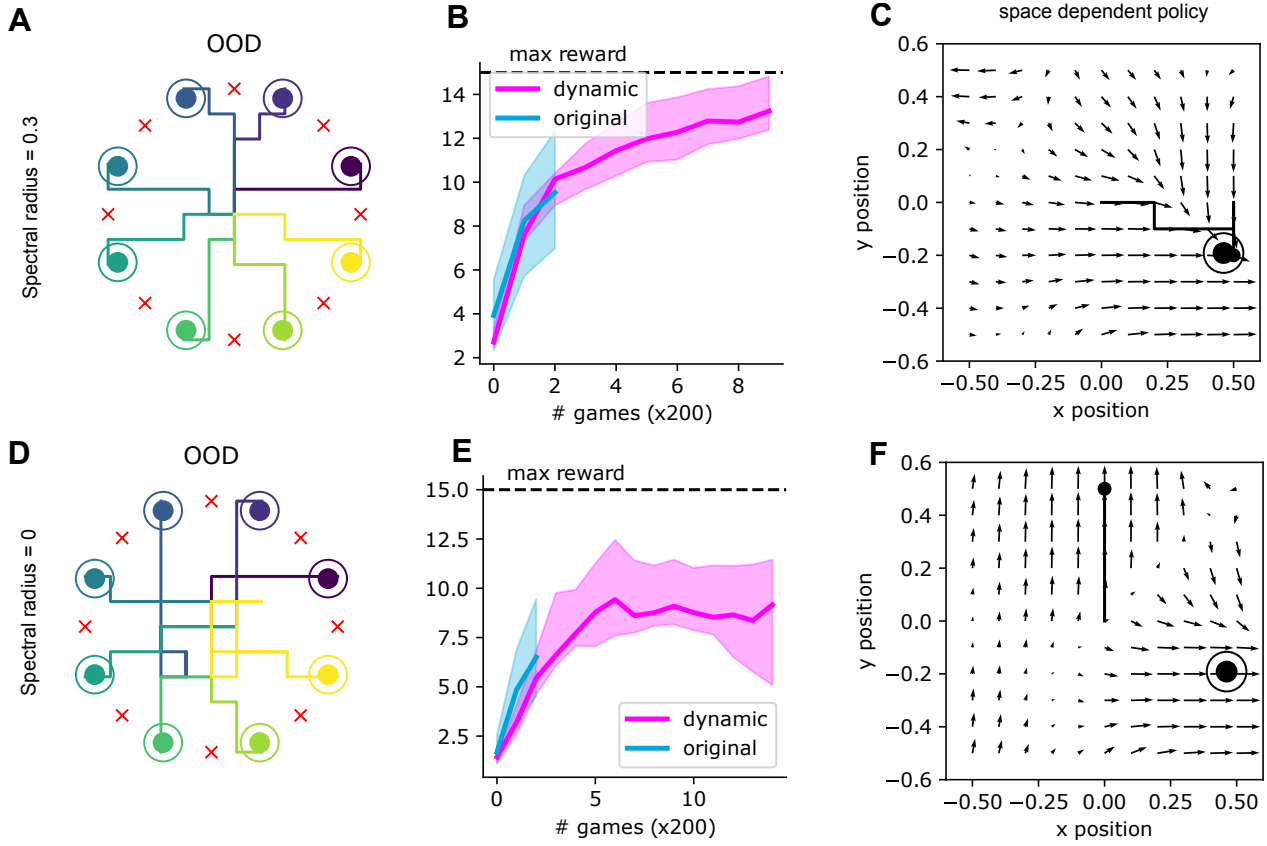 A
OOD
Spectral radius = 0.3
B
max reward
dynamic
original
14
12
10
8
6
4
2
0 2 4 6 8
# games (x200)
C
space dependent policy
0.6
0.4
0.2
0.0
−0.2
−0.4
−0.6
y position
−0.50 −0.25 0.00 0.25 0.50
x position
D
OOD
Spectral radius = 0
E
max reward
15.0
12.5
10.0
7.5
5.0
2.5
dynamic
original
0 5 10
# games (x200)
F
0.6
0.4
0.2
0.0
−0.2
−0.4
−0.6
y position
−0.50 −0.25 0.00 0.25 0.50
x position